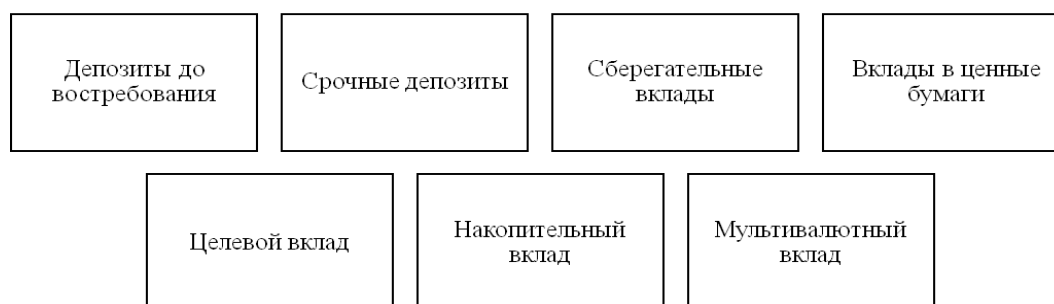 Депозиты до
востребования
Срочные депозиты
Сберегательные
вклады
Вклады в ценные
бумаги
Целевой вклад
Накопительный
вклад
Мультивалютный
вклад